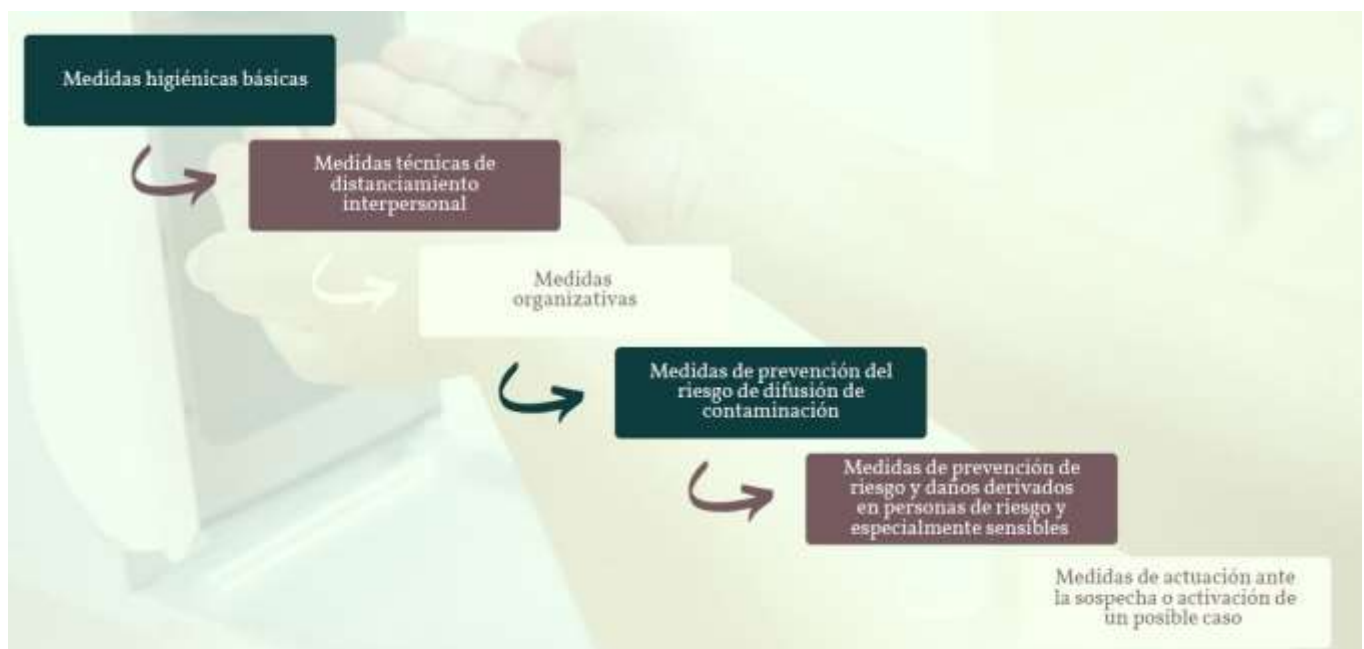 Medidas higiénicas básicas
Medidas técnicas de
distanciamiento
interpersonal
Medidas
organizativas
Medidas de prevención del
riesgo de difusión de
contaminación
Medidas de prevención de
riesgo y daños derivados
en personas de riesgo y
especialmente sensibles
Medidas de actuación ante
la sospecha o activación de
un posible caso